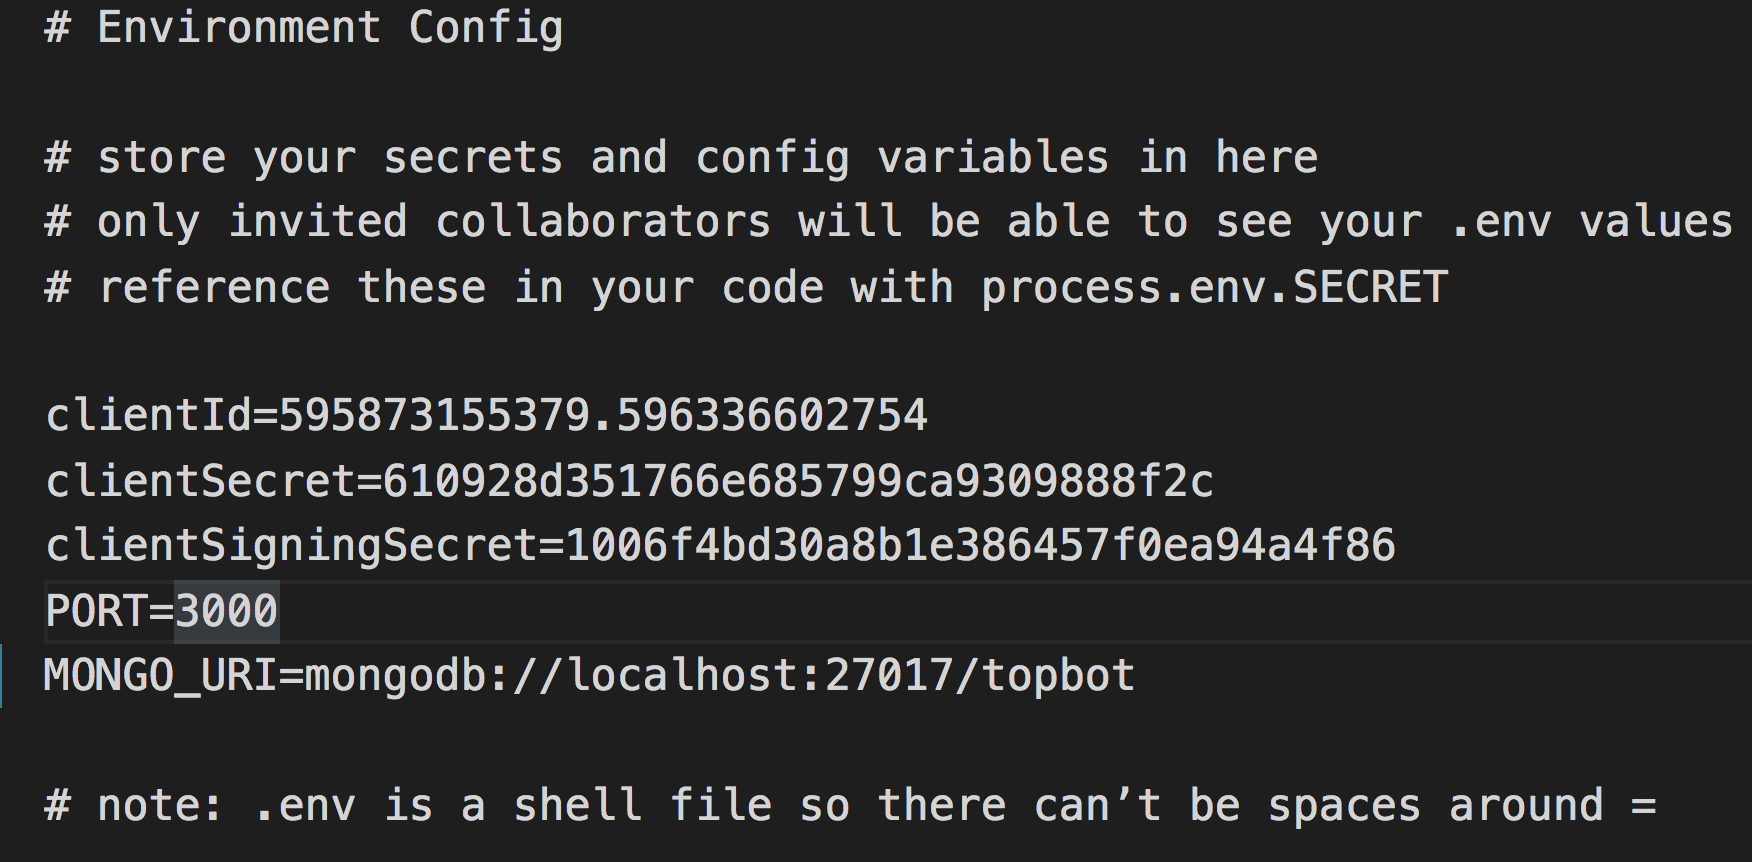 # Environment Config
# store your secrets and config variables in here
# only invited collaborators will be able to see your .env values
# reference these in your code with process.env.SECRET
clientId=595873155379.596336602754
clientSecret=610928d351766e685799ca9309888f2c
clientSigningSecret=1006f4bd30a8b1e386457f0ea94a4f86
PORT=3000
MONGO_URI=mongodb://localhost:27017/topbot
# note: .env is a shell file so there can’t be spaces around =